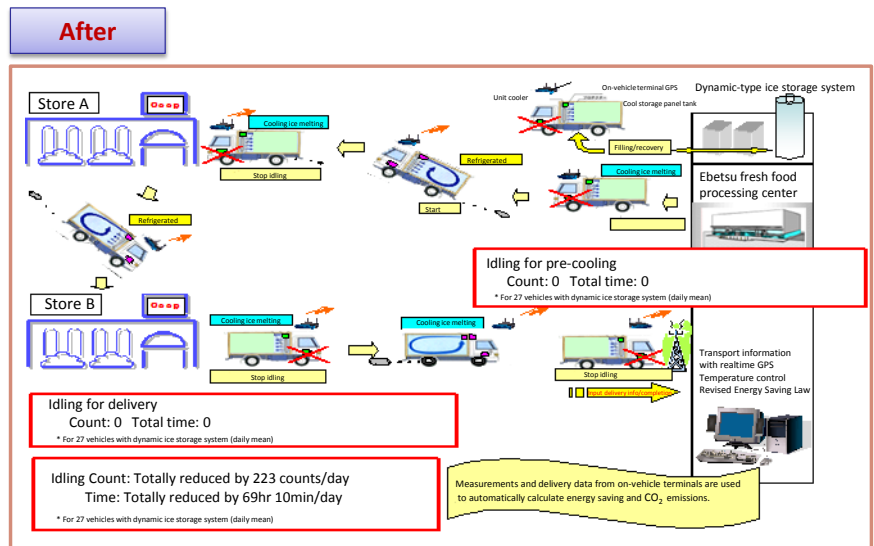 After
Store A
Coop
Cooling ice melting
Stop idling
Unit cooler
On-vehicle terminal GPS
Cool storage panel tank
Dynamic-type ice storage system
Filling/recovery
Refrigerated
Start
Cooling ice melting
Ebetsu fresh food
processing center
Refrigerated
Idling for pre-cooling
Count: 0 Total time: 0
* For 27 vehicles with dynamic ice storage system (daily mean)
Store B
Coop
Cooling ice melting
Stop idling
Cooling ice melting
Stop idling
Input delivery info/completion
Transport information
with realtime GPS
Temperature control
Revised Energy Saving Law
Idling for delivery
Count: 0 Total time: 0
* For 27 vehicles with dynamic ice storage system (daily mean)
Idling Count: Totally reduced by 223 counts/day
Time: Totally reduced by 69hr 10min/day
* For 27 vehicles with dynamic ice storage system (daily mean)
Measurements and delivery data from on-vehicle terminals are used
to automatically calculate energy saving and CO₂ emissions.